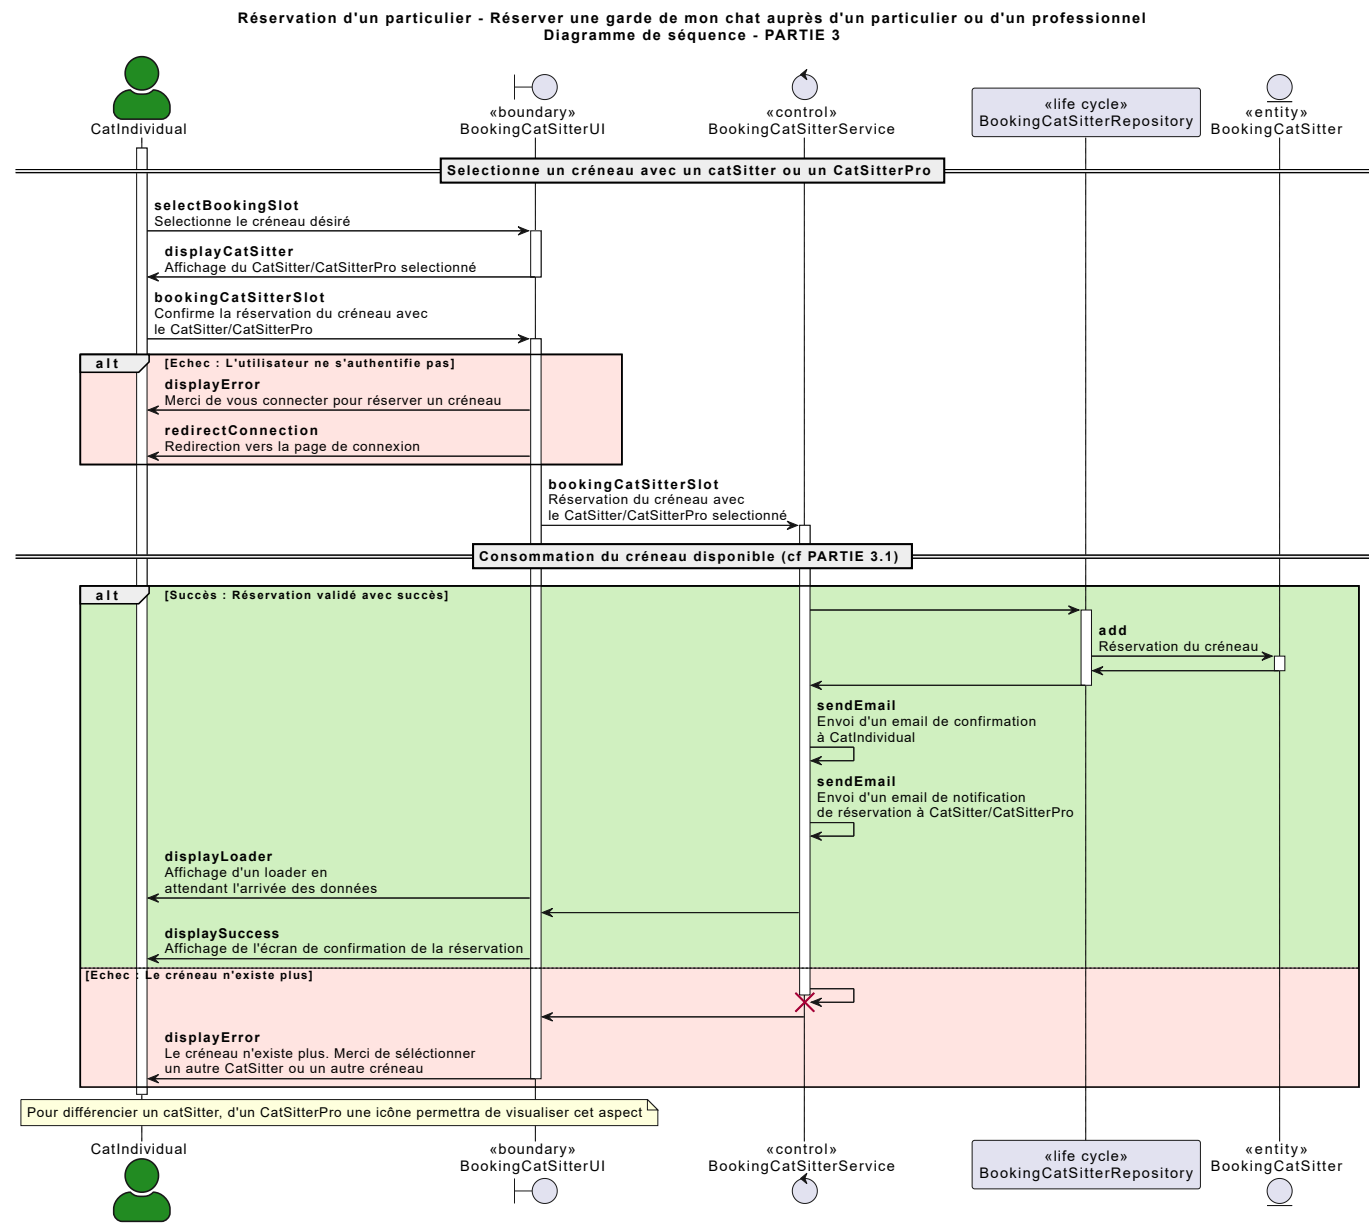 Réservation d'un particulier - Réserver une garde de mon chat auprès d'un particulier ou d'un professionnel
Diagramme de séquence - PARTIE 3
CatIndividual
«boundary»
BookingCatSitterUI
«control»
BookingCatSitterService
«life cycle»
BookingCatSitterRepository
«entity»
BookingCatSitter
Selectionne un créneau avec un catSitter ou un CatSitterPro
selectBookingSlot
Selectionne le créneau désiré
displayCatSitter
Affichage du CatSitter/CatSitterPro selectionné
bookingCatSitterSlot
Confirme la réservation du créneau avec
le CatSitter/CatSitterPro
alt
[Echec : L'utilisateur ne s'authentifie pas]
displayError
Merci de vous connecter pour réserver un créneau
redirectConnection
Redirection vers la page de connexion
bookingCatSitterSlot
Réservation du créneau avec
le CatSitter/CatSitterPro selectionné
Consommation du créneau disponible (cf PARTIE 3.1)
alt
[Succès : Réservation validé avec succès]
add
Réservation du créneau
sendEmail
Envoi d'un email de confirmation
à CatIndividual
sendEmail
Envoi d'un email de notification
de réservation à CatSitter/CatSitterPro
displayLoader
Affichage d'un loader en
attendant l'arrivée des données
displaySuccess
Affichage de l'écran de confirmation de la réservation
[Echec : Le créneau n'existe plus]
displayError
Le créneau n'existe plus. Merci de séléctionner
un autre CatSitter ou un autre créneau
Pour différencier un catSitter, d'un CatSitterPro une icône permettra de visualiser cet aspect
CatIndividual
«boundary»
BookingCatSitterUI
«control»
BookingCatSitterService
«life cycle»
BookingCatSitterRepository
«entity»
BookingCatSitter